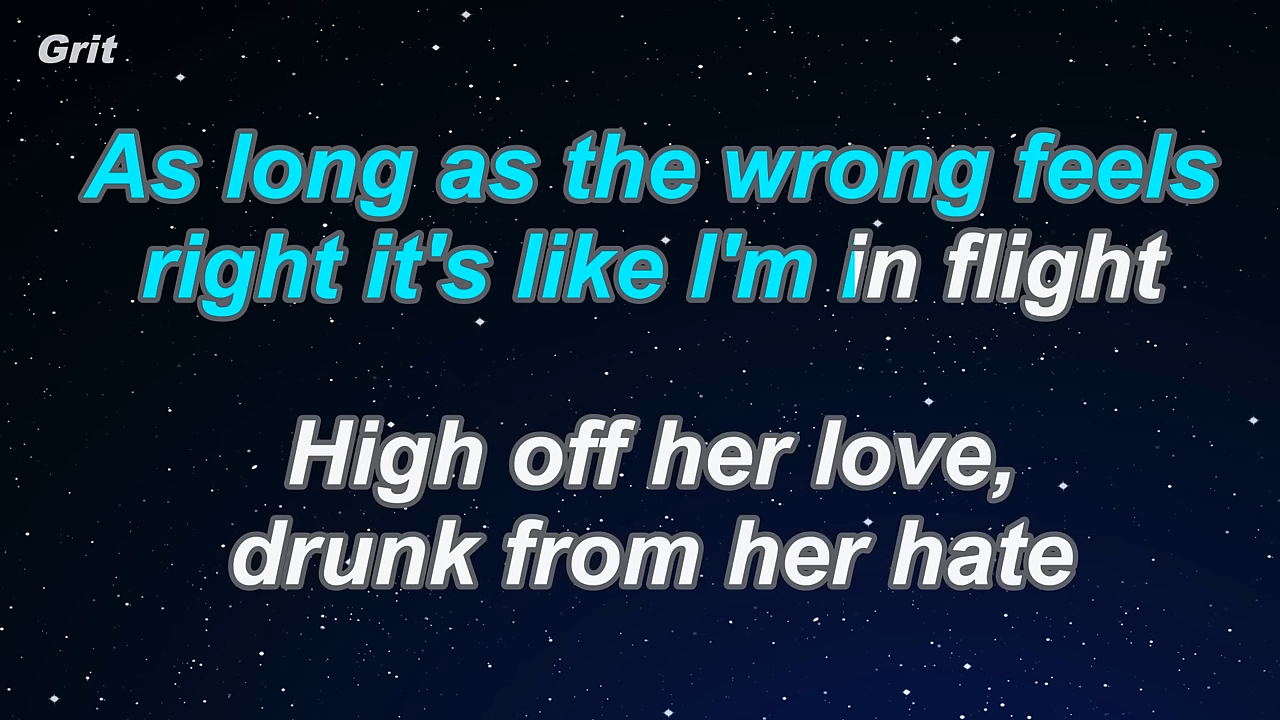 Grit
As long as the wrong feels
right it's like I'm in flight
High off her love,
drunk from her hate